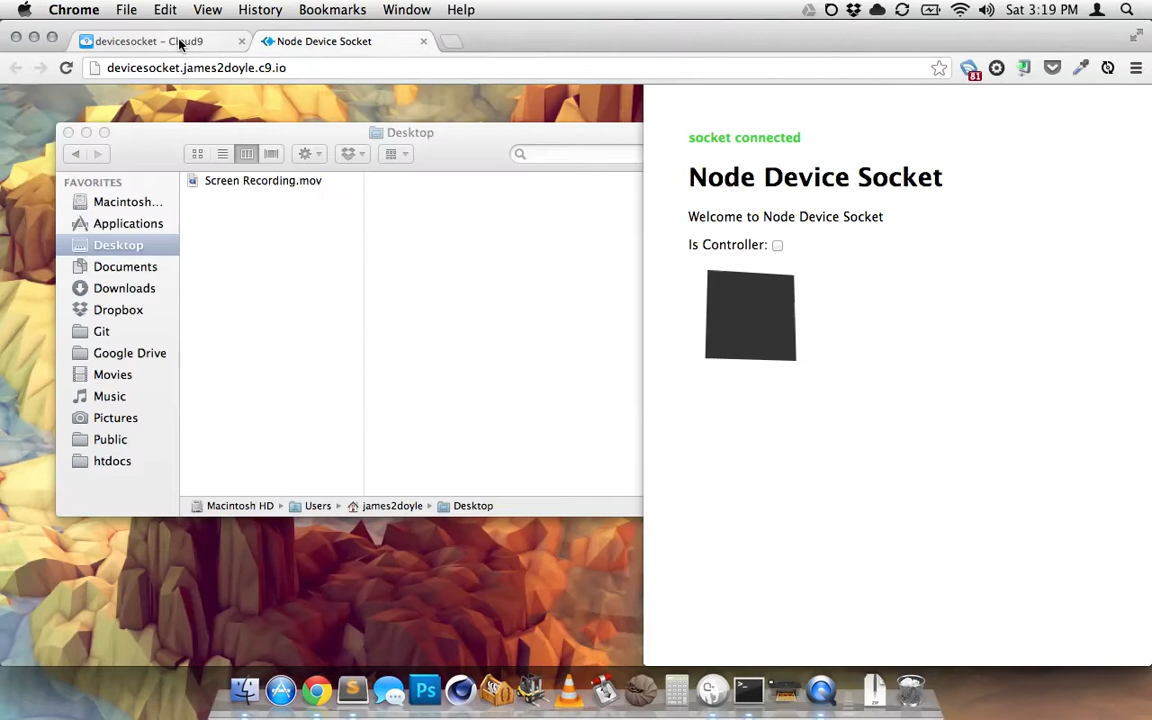 Chrome File Edit View History Bookmarks Window Help Sat 3:19 PM
devicesocket – Cloud9 Node Device Socket
devicesocket.james2doyle.c9.io 81
Desktop
FAVORITES
Macintosh...
Applications
Desktop
Documents
Downloads
Dropbox
Git
Google Drive
Movies
Music
Pictures
Public
htdocs
Screen Recording.mov
Macintosh HD Users james2doyle Desktop
socket connected
Node Device Socket
Welcome to Node Device Socket
Is Controller:
Ps S
ZIP